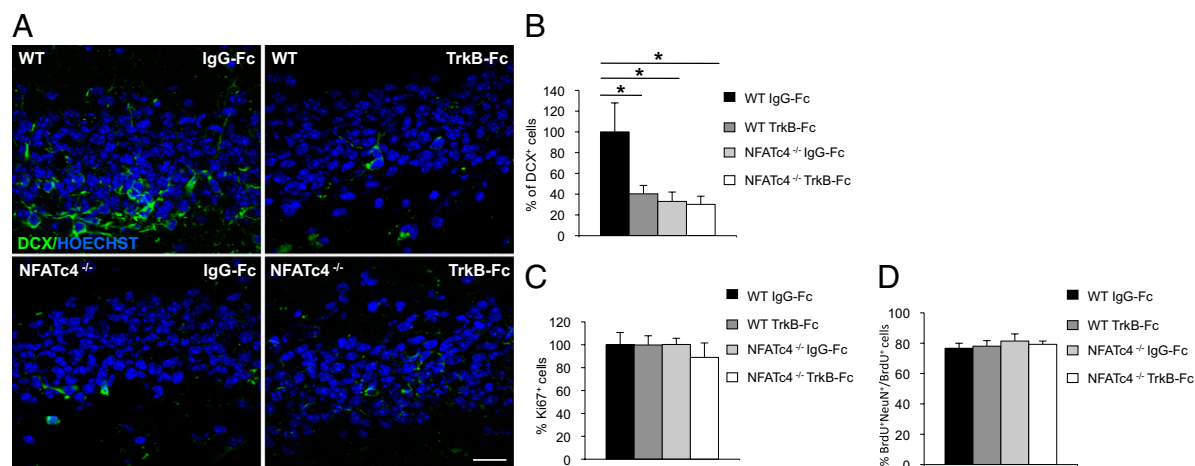 A
WT IgG-Fc
WT TrkB-Fc
DCX/HOECHST
NFATc4 -/- IgG-Fc
NFATc4 -/- TrkB-Fc
B
*
*
*
% of DCX⁺ cells
140
120
100
80
60
40
20
0
WT IgG-Fc
WT TrkB-Fc
NFATc4 -/- IgG-Fc
NFATc4 -/- TrkB-Fc
C
% Ki67⁺ cells
120
100
80
60
40
20
0
WT IgG-Fc
WT TrkB-Fc
NFATc4 -/- IgG-Fc
NFATc4 -/- TrkB-Fc
D
% BrdU⁺NeuN⁺/BrdU⁺ cells
100
80
60
40
20
0
WT IgG-Fc
WT TrkB-Fc
NFATc4 -/- IgG-Fc
NFATc4 -/- TrkB-Fc